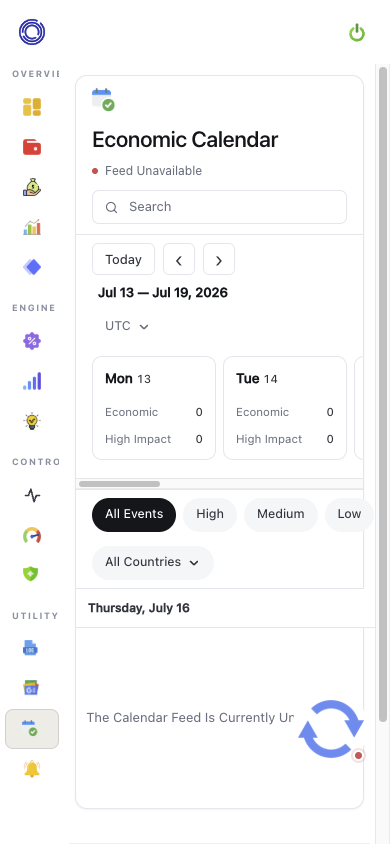 OVERVIE
Economic Calendar
Feed Unavailable
Search
Today
Jul 13 — Jul 19, 2026
UTC
Mon 13
Economic 0
High Impact 0
Tue 14
Economic 0
High Impact 0
ENGINE
CONTRO
All Events High Medium Low
All Countries
Thursday, July 16
UTILITY
The Calendar Feed Is Currently Un